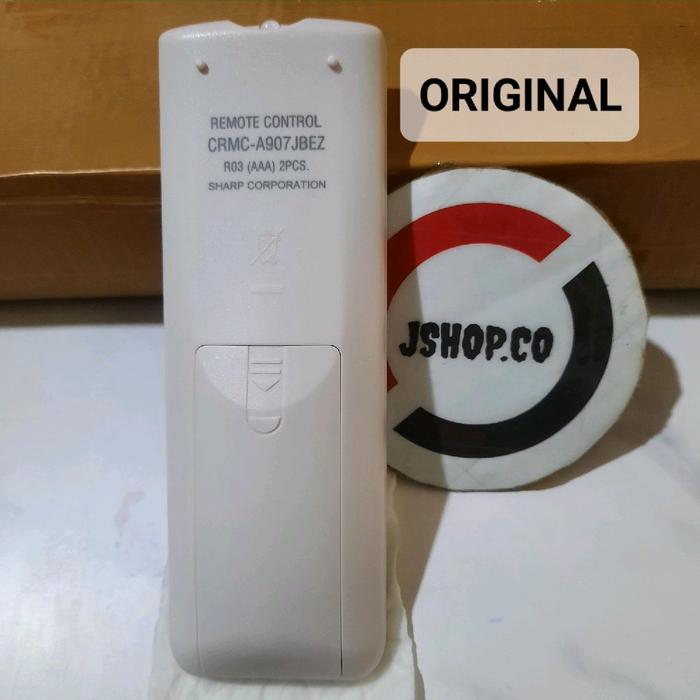 ORIGINAL
REMOTE CONTROL
CRMC-A907JBEZ
R03 (AAA) 2PCS.
SHARP CORPORATION
JSHOP.CO